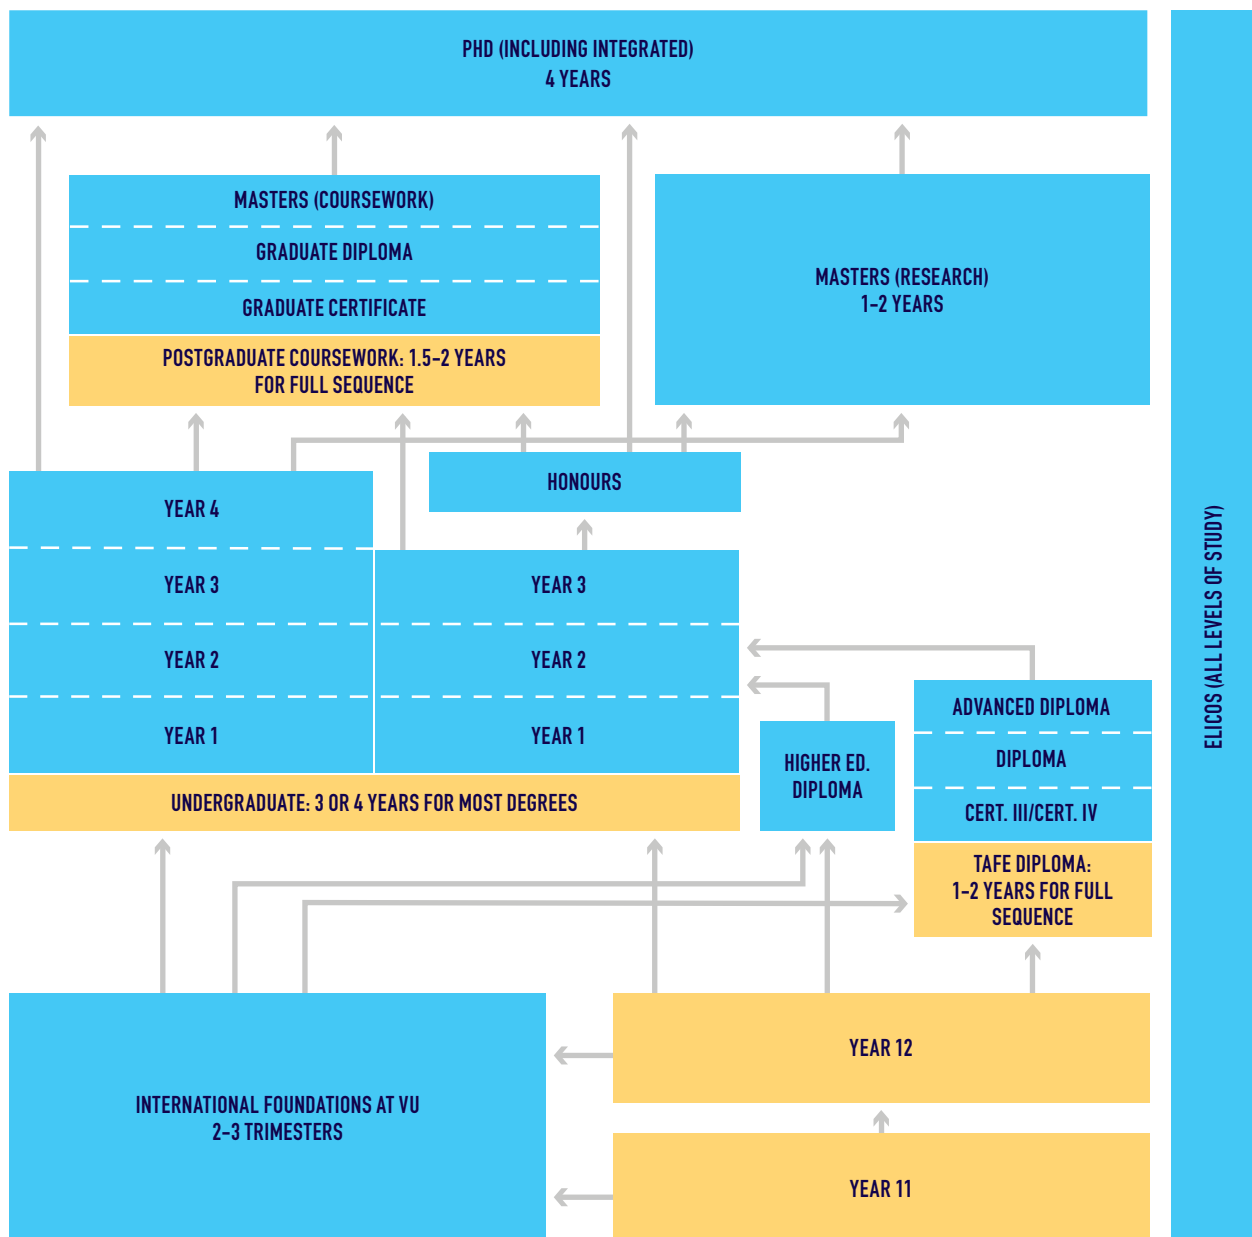 PHD (INCLUDING INTEGRATED)
4 YEARS
MASTERS (COURSEWORK)
GRADUATE DIPLOMA
GRADUATE CERTIFICATE
POSTGRADUATE COURSEWORK: 1.5–2 YEARS
FOR FULL SEQUENCE
MASTERS (RESEARCH)
1–2 YEARS
HONOURS
YEAR 4
YEAR 3
YEAR 2
YEAR 1
YEAR 3
YEAR 2
YEAR 1
UNDERGRADUATE: 3 OR 4 YEARS FOR MOST DEGREES
HIGHER ED.
DIPLOMA
ADVANCED DIPLOMA
DIPLOMA
CERT. III/CERT. IV
TAFE DIPLOMA:
1–2 YEARS FOR FULL
SEQUENCE
INTERNATIONAL FOUNDATIONS AT VU
2–3 TRIMESTERS
YEAR 12
YEAR 11
ELICOS (ALL LEVELS OF STUDY)